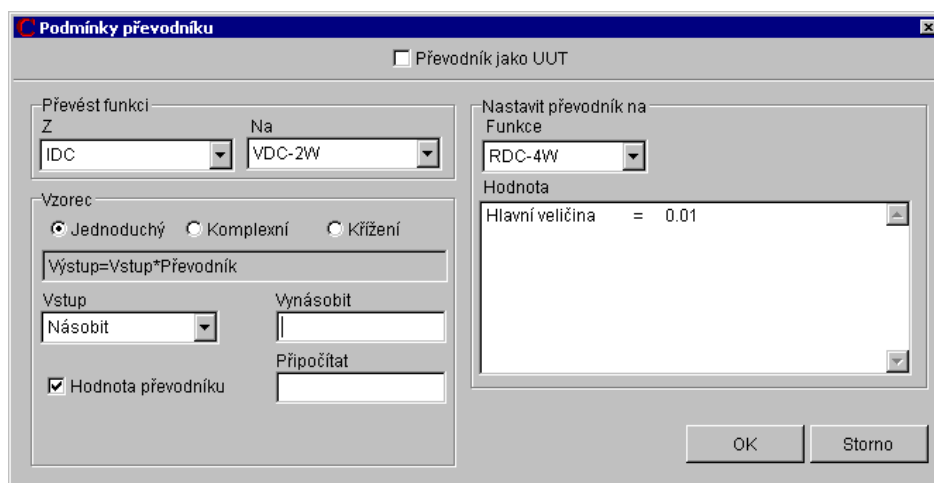 Podmínky převodníku
Převodník jako UUT
Převést funkci
Z
Na
IDC
VDC-2W
Vzorec
Jednoduchý
Komplexní
Křížení
Výstup=Vstup*Převodník
Vstup
Vynásobit
Násobit
Připočítat
Hodnota převodníku
Nastavit převodník na
Funkce
RDC-4W
Hodnota
Hlavní veličina = 0.01
OK
Storno